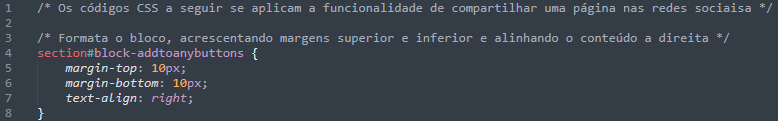 1 /* Os códigos CSS a seguir se aplicam a funcionalidade de compartilhar uma página nas redes sociaisa */
2
3 /* Formata o bloco, acrescentando margens superior e inferior e alinhando o conteúdo a direita */
4 section#block-addtoanybuttons {
5 margin-top: 10px;
6 margin-bottom: 10px;
7 text-align: right;
8 }